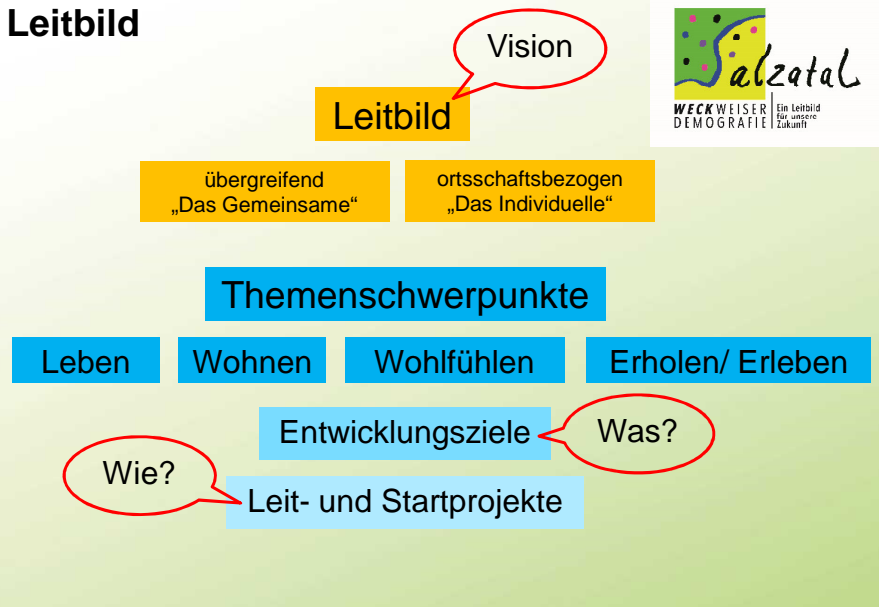 Leitbild
Vision
Salzatal
WECKWEISER
DEMOGRAFIE
Ein Leitbild
für unsere
Zukunft
Leitbild
übergreifend
„Das Gemeinsame“
ortsschaftsbezogen
„Das Individuelle“
Themenschwerpunkte
Leben
Wohnen
Wohlfühlen
Erholen/ Erleben
Entwicklungsziele
Was?
Wie?
Leit- und Startprojekte